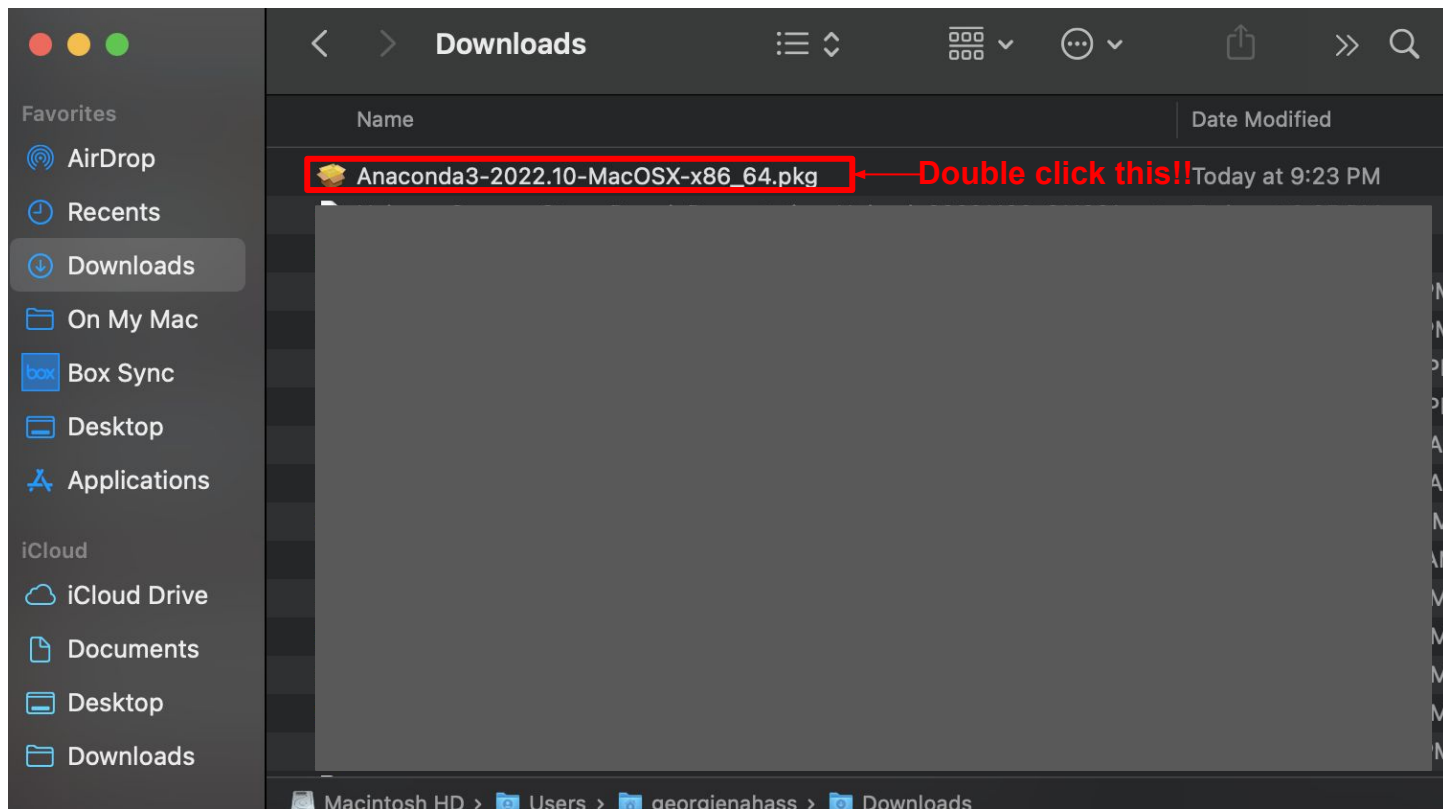 Downloads
Favorites
AirDrop
Recents
Downloads
On My Mac
box Box Sync
Desktop
Applications
iCloud
iCloud Drive
Documents
Desktop
Downloads
Name Date Modified
Anaconda3-2022.10-MacOSX-x86_64.pkg Double click this!! Today at 9:23 PM
Macintosh HD › Users › georgienahass › Downloads